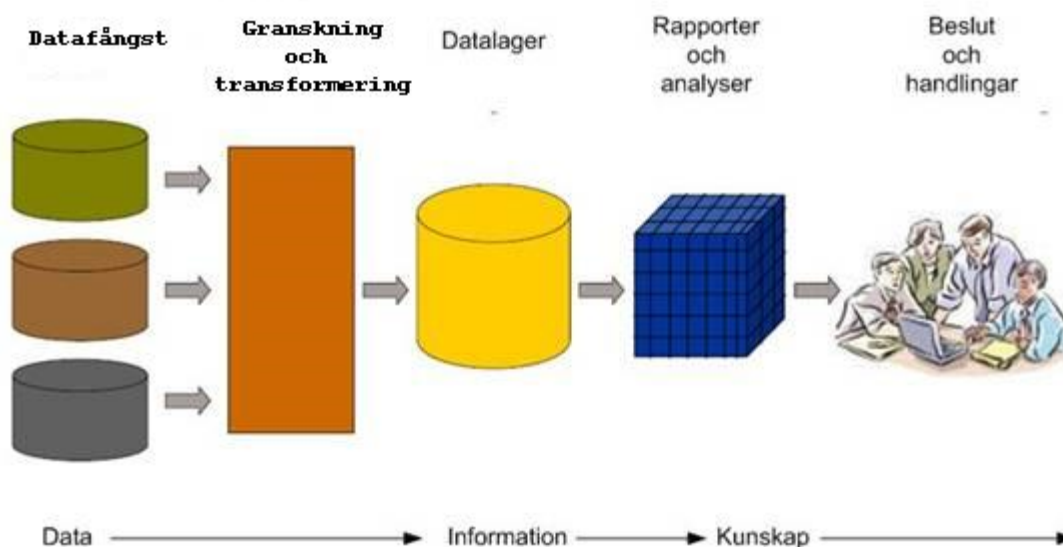 Datafångst
Granskning
och
transformering
Datalager
Rapporter
och
analyser
Beslut
och
handlingar
Data
Information
Kunskap